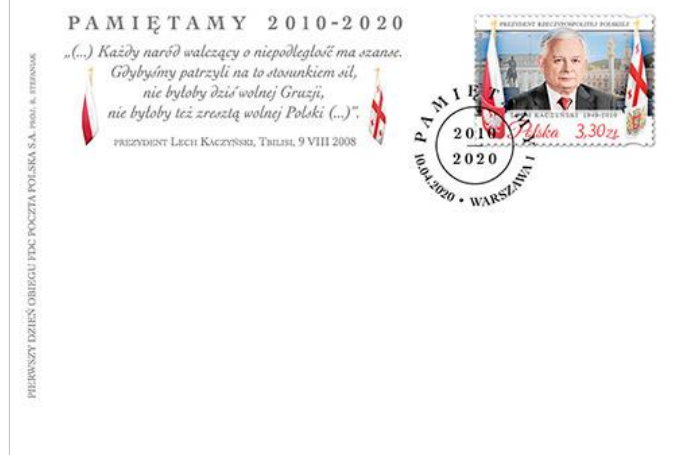 PAMIĘTAMY 2010-2020
„(...) Każdy naród walczący o niepodległość ma szanse.
Gdybyśmy patrzyli na to stosunkiem sił,
nie byłoby dziś wolnej Gruzji,
nie byłoby też zresztą wolnej Polski (...)”.
PREZYDENT LECH KACZYŃSKI, TBILISI, 9 VIII 2008
PREZYDENT RZECZYPOSPOLITEJ POLSKIEJ
LECH KACZYŃSKI 1949-2010
Polska 3,30 ZŁ
PAMIĘTAMY
2010
2020
10.04.2020 • WARSZAWA 1
PIERWSZY DZIEŃ OBIEGU FDC POCZTA POLSKA S.A. PROJ. R. STEFANIAK